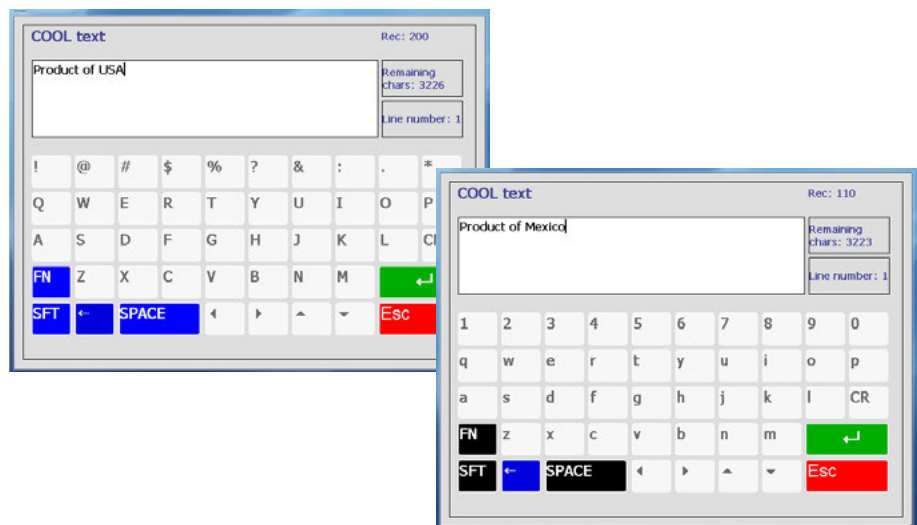 COOL text Rec: 200
Product of USA
Remaining
chars: 3226
Line number: 1
! @ # $ % ? & : . *
Q W E R T Y U I O P
A S D F G H J K L
FN Z X C V B N M
SFT ← SPACE Esc
COOL text Rec: 110
Product of Mexico
Remaining
chars: 3223
Line number: 1
1 2 3 4 5 6 7 8 9 0
q w e r t y u i o p
a s d f g h j k l CR
FN z x c v b n m
SFT ← SPACE Esc